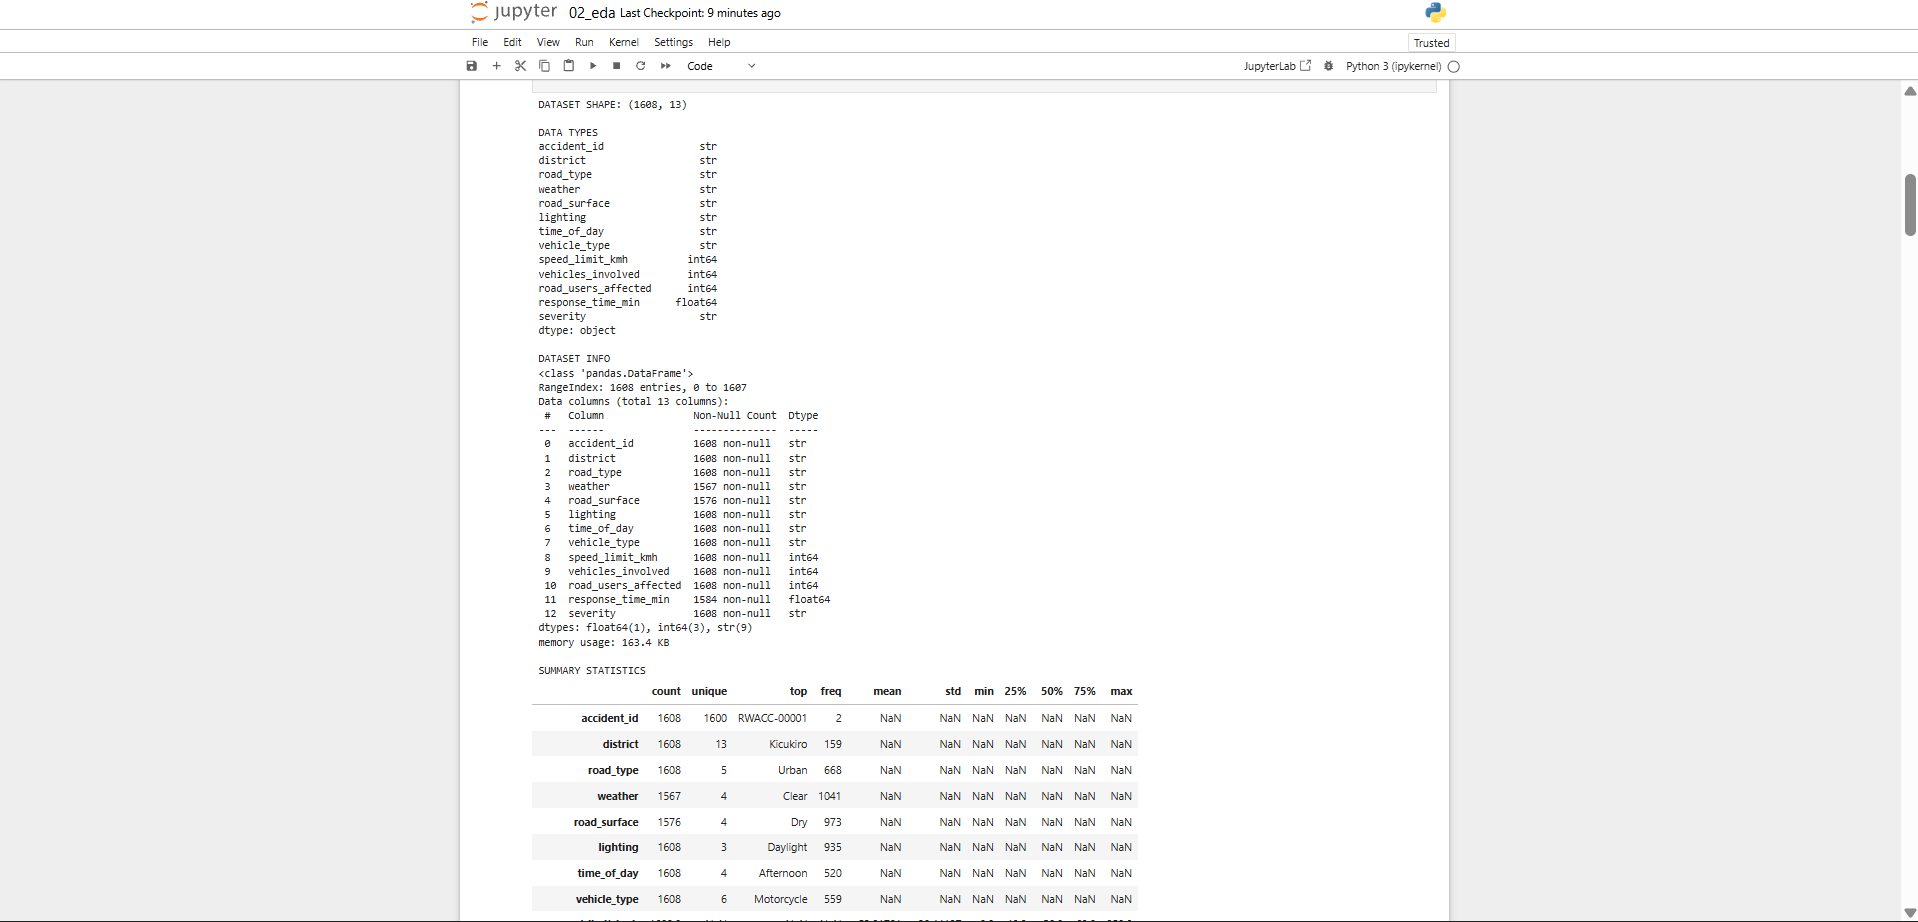 jupyter 02_eda Last Checkpoint: 9 minutes ago
File Edit View Run Kernel Settings Help Trusted
Code JupyterLab Python 3 (ipykernel)
DATASET SHAPE: (1608, 13)
DATA TYPES
accident_id str
district str
road_type str
weather str
road_surface str
lighting str
time_of_day str
vehicle_type str
speed_limit_kmh int64
vehicles_involved int64
road_users_affected int64
response_time_min float64
severity str
dtype: object
DATASET INFO
<class 'pandas.DataFrame'>
RangeIndex: 1608 entries, 0 to 1607
Data columns (total 13 columns):
# Column Non-Null Count Dtype
--- ------ -------------- -----
0 accident_id 1608 non-null str
1 district 1608 non-null str
2 road_type 1608 non-null str
3 weather 1567 non-null str
4 road_surface 1576 non-null str
5 lighting 1608 non-null str
6 time_of_day 1608 non-null str
7 vehicle_type 1608 non-null str
8 speed_limit_kmh 1608 non-null int64
9 vehicles_involved 1608 non-null int64
10 road_users_affected 1608 non-null int64
11 response_time_min 1584 non-null float64
12 severity 1608 non-null str
dtypes: float64(1), int64(3), str(9)
memory usage: 163.4 KB
SUMMARY STATISTICS
count unique top freq mean std min 25% 50% 75% max
accident_id 1608 1600 RWACC-00001 2 NaN NaN NaN NaN NaN NaN NaN
district 1608 13 Kicukiro 159 NaN NaN NaN NaN NaN NaN NaN
road_type 1608 5 Urban 668 NaN NaN NaN NaN NaN NaN NaN
weather 1567 4 Clear 1041 NaN NaN NaN NaN NaN NaN NaN
road_surface 1576 4 Dry 973 NaN NaN NaN NaN NaN NaN NaN
lighting 1608 3 Daylight 935 NaN NaN NaN NaN NaN NaN NaN
time_of_day 1608 4 Afternoon 520 NaN NaN NaN NaN NaN NaN NaN
vehicle_type 1608 6 Motorcycle 559 NaN NaN NaN NaN NaN NaN NaN